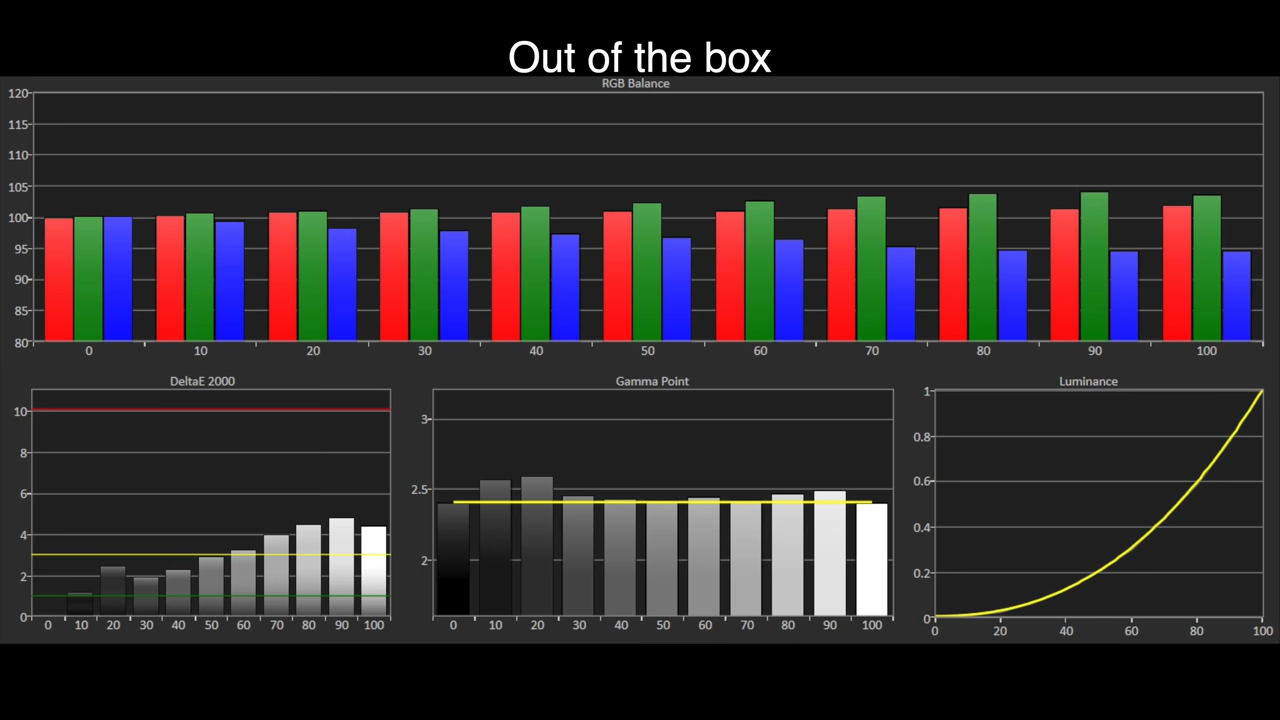 Out of the box
RGB Balance
120
115
110
105
100
95
90
85
80
0 10 20 30 40 50 60 70 80 90 100
DeltaE 2000
10
8
6
4
2
0
0 10 20 30 40 50 60 70 80 90 100
Gamma Point
3
2.5
2
0 10 20 30 40 50 60 70 80 90 100
Luminance
1
0.8
0.6
0.4
0.2
0
0 20 40 60 80 100